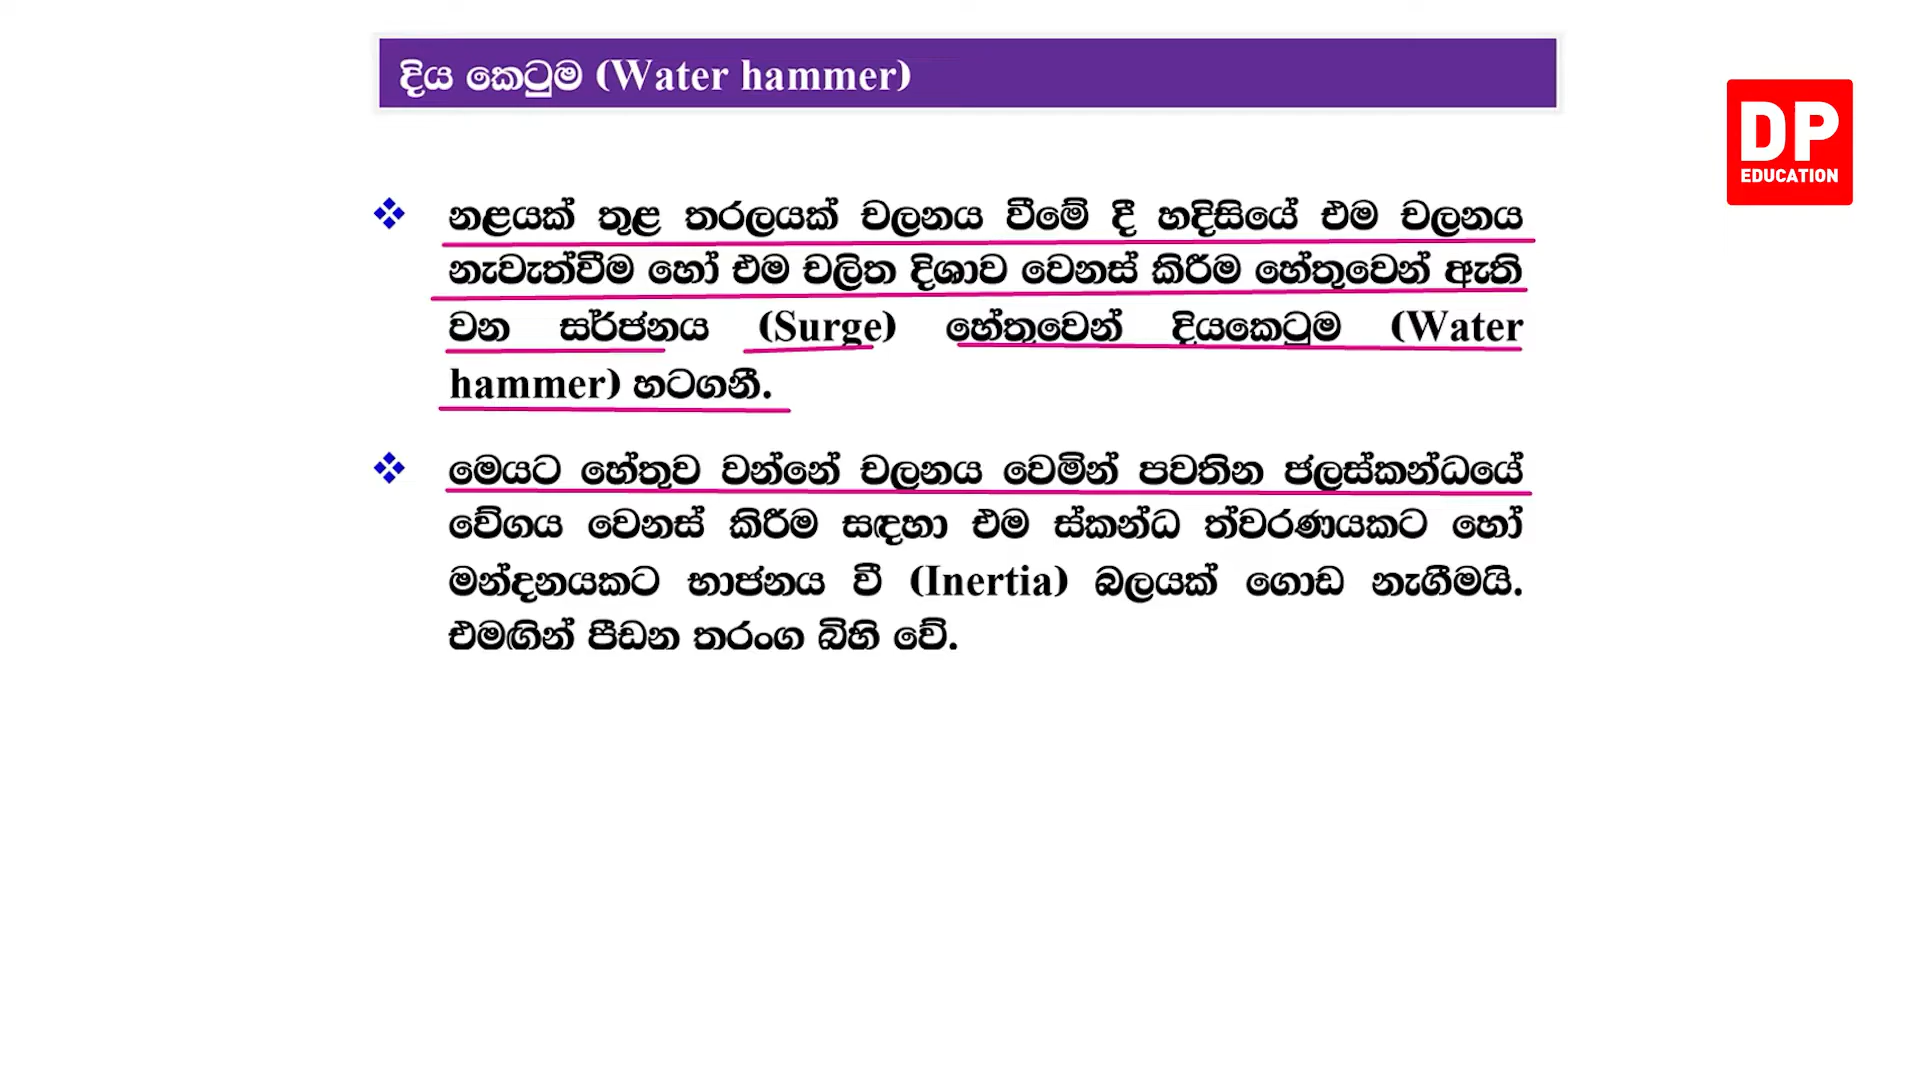 දිය කෙටුම (Water hammer)
DP
EDUCATION
නළයක් තුළ තරලයක් චලනය වීමේ දී හදිසියේ එම චලනය
නැවැත්වීම හෝ එම චලිත දිශාව වෙනස් කිරීම හේතුවෙන් ඇති
වන සර්ජනය (Surge) හේතුවෙන් දියකෙටුම (Water
hammer) හටගනී.
මෙයට හේතුව වන්නේ චලනය වෙමින් පවතින ජලස්කන්ධයේ
වේගය වෙනස් කිරීම සඳහා එම ස්කන්ධ ත්වරණයකට හෝ
මන්දනයකට භාජනය වී (Inertia) බලයක් ගොඩ නැගීමයි.
එමඟින් පීඩන තරංග බිහි වේ.